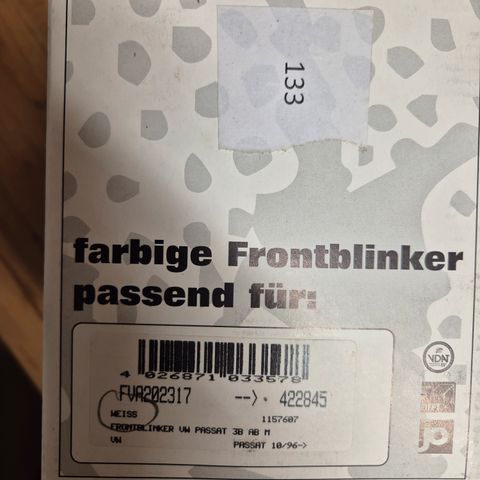 133
farbige Frontblinker
passend für:
4 026871 033578
FVA202317 --> . 422845
WEISS 1157607
FRONTBLINKER VW PASSAT 3B AB M
VW PASSAT 10/96->
VDN